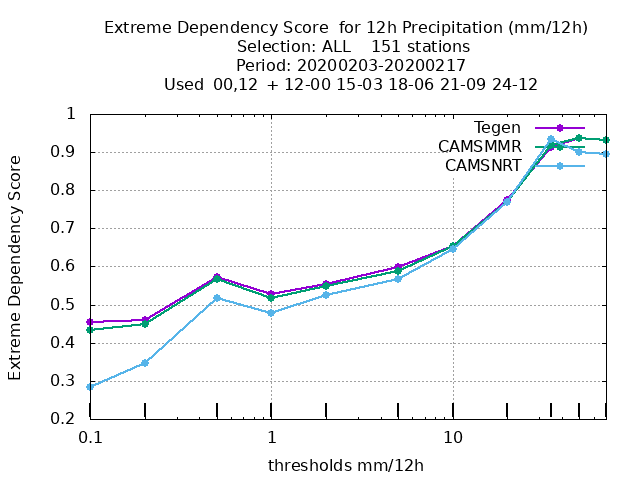 Extreme Dependency Score  for 12h Precipitation (mm/12h)
Selection: ALL    151 stations
Period: 20200203-20200217
Used  00,12  + 12-00 15-03 18-06 21-09 24-12
Tegen
CAMSMMR
CAMSNRT
1
0.9
0.8
0.7
0.6
0.5
0.4
0.3
0.2
Extreme Dependency Score
0.1 1 10
thresholds mm/12h